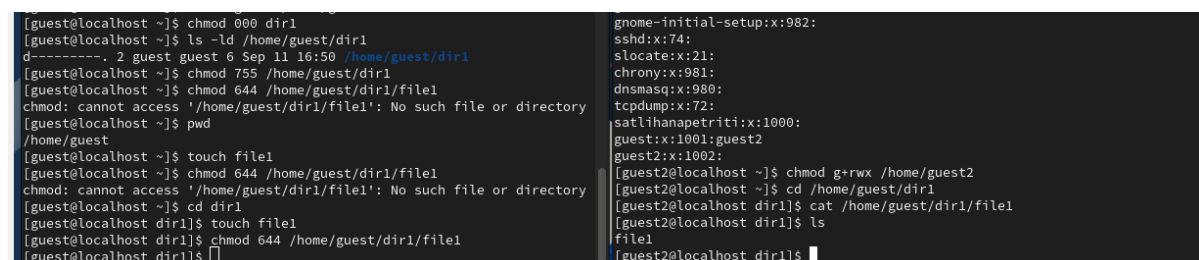 [guest@localhost ~]$ chmod 000 dir1
[guest@localhost ~]$ ls -ld /home/guest/dir1
d---------. 2 guest guest 6 Sep 11 16:50 /home/guest/dir1
[guest@localhost ~]$ chmod 755 /home/guest/dir1
[guest@localhost ~]$ chmod 644 /home/guest/dir1/file1
chmod: cannot access '/home/guest/dir1/file1': No such file or directory
[guest@localhost ~]$ pwd
/home/guest
[guest@localhost ~]$ touch file1
[guest@localhost ~]$ chmod 644 /home/guest/dir1/file1
chmod: cannot access '/home/guest/dir1/file1': No such file or directory
[guest@localhost ~]$ cd dir1
[guest@localhost dir1]$ touch file1
[guest@localhost dir1]$ chmod 644 /home/guest/dir1/file1
[guest@localhost dir1]$
gnome-initial-setup:x:982:
sshd:x:74:
slocate:x:21:
chrony:x:981:
dnsmasq:x:980:
tcpdump:x:72:
satlihanapetriti:x:1000:
guest:x:1001:guest2
guest2:x:1002:
[guest2@localhost ~]$ chmod g+rwx /home/guest2
[guest2@localhost ~]$ cd /home/guest/dir1
[guest2@localhost dir1]$ cat /home/guest/dir1/file1
[guest2@localhost dir1]$ ls
file1
[guest2@localhost dir1]$